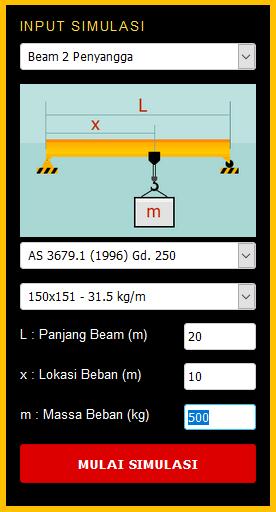 INPUT SIMULASI
Beam 2 Penyangga
L
x
m
AS 3679.1 (1996) Gd. 250
150x151 - 31.5 kg/m
L : Panjang Beam (m) 20
x : Lokasi Beban (m) 10
m : Massa Beban (kg) 500
MULAI SIMULASI